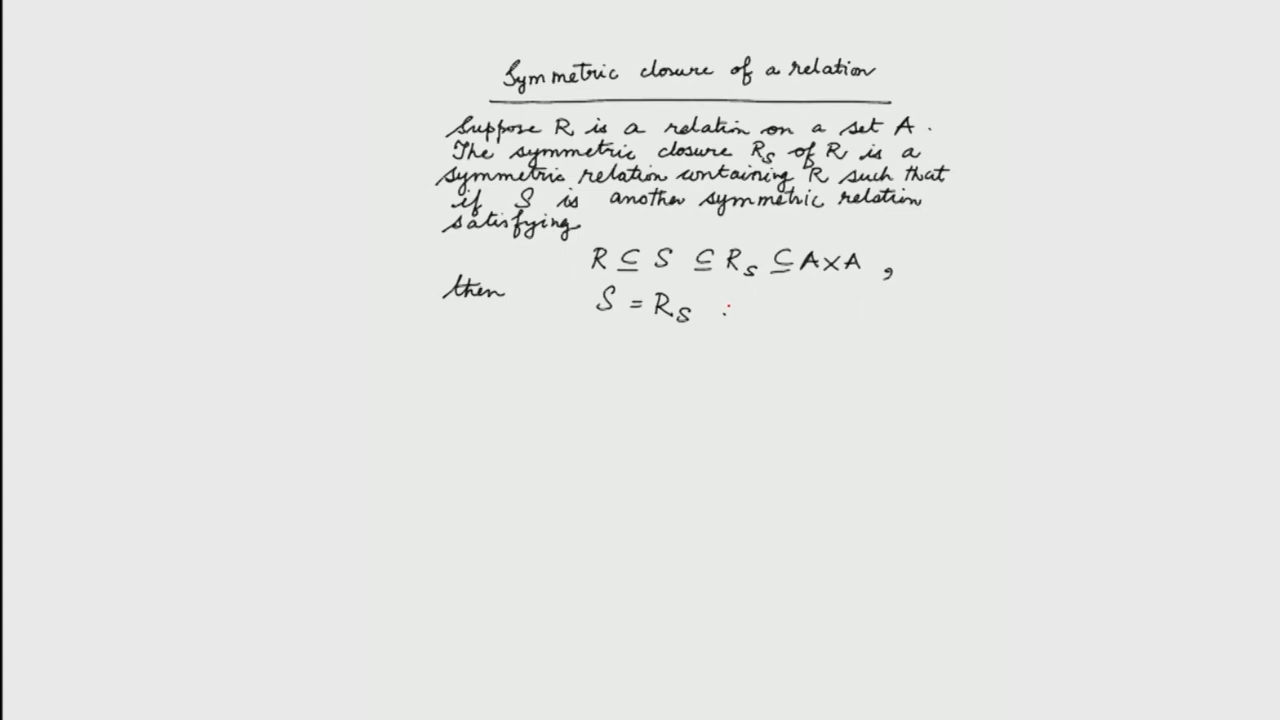 Symmetric closure of a relation
Suppose R is a relation on a set A.
The symmetric closure R_S of R is a
symmetric relation containing R such that
if S is another symmetric relation
satisfying
R ⊆ S ⊆ R_S ⊆ A×A ,
then S = R_S .